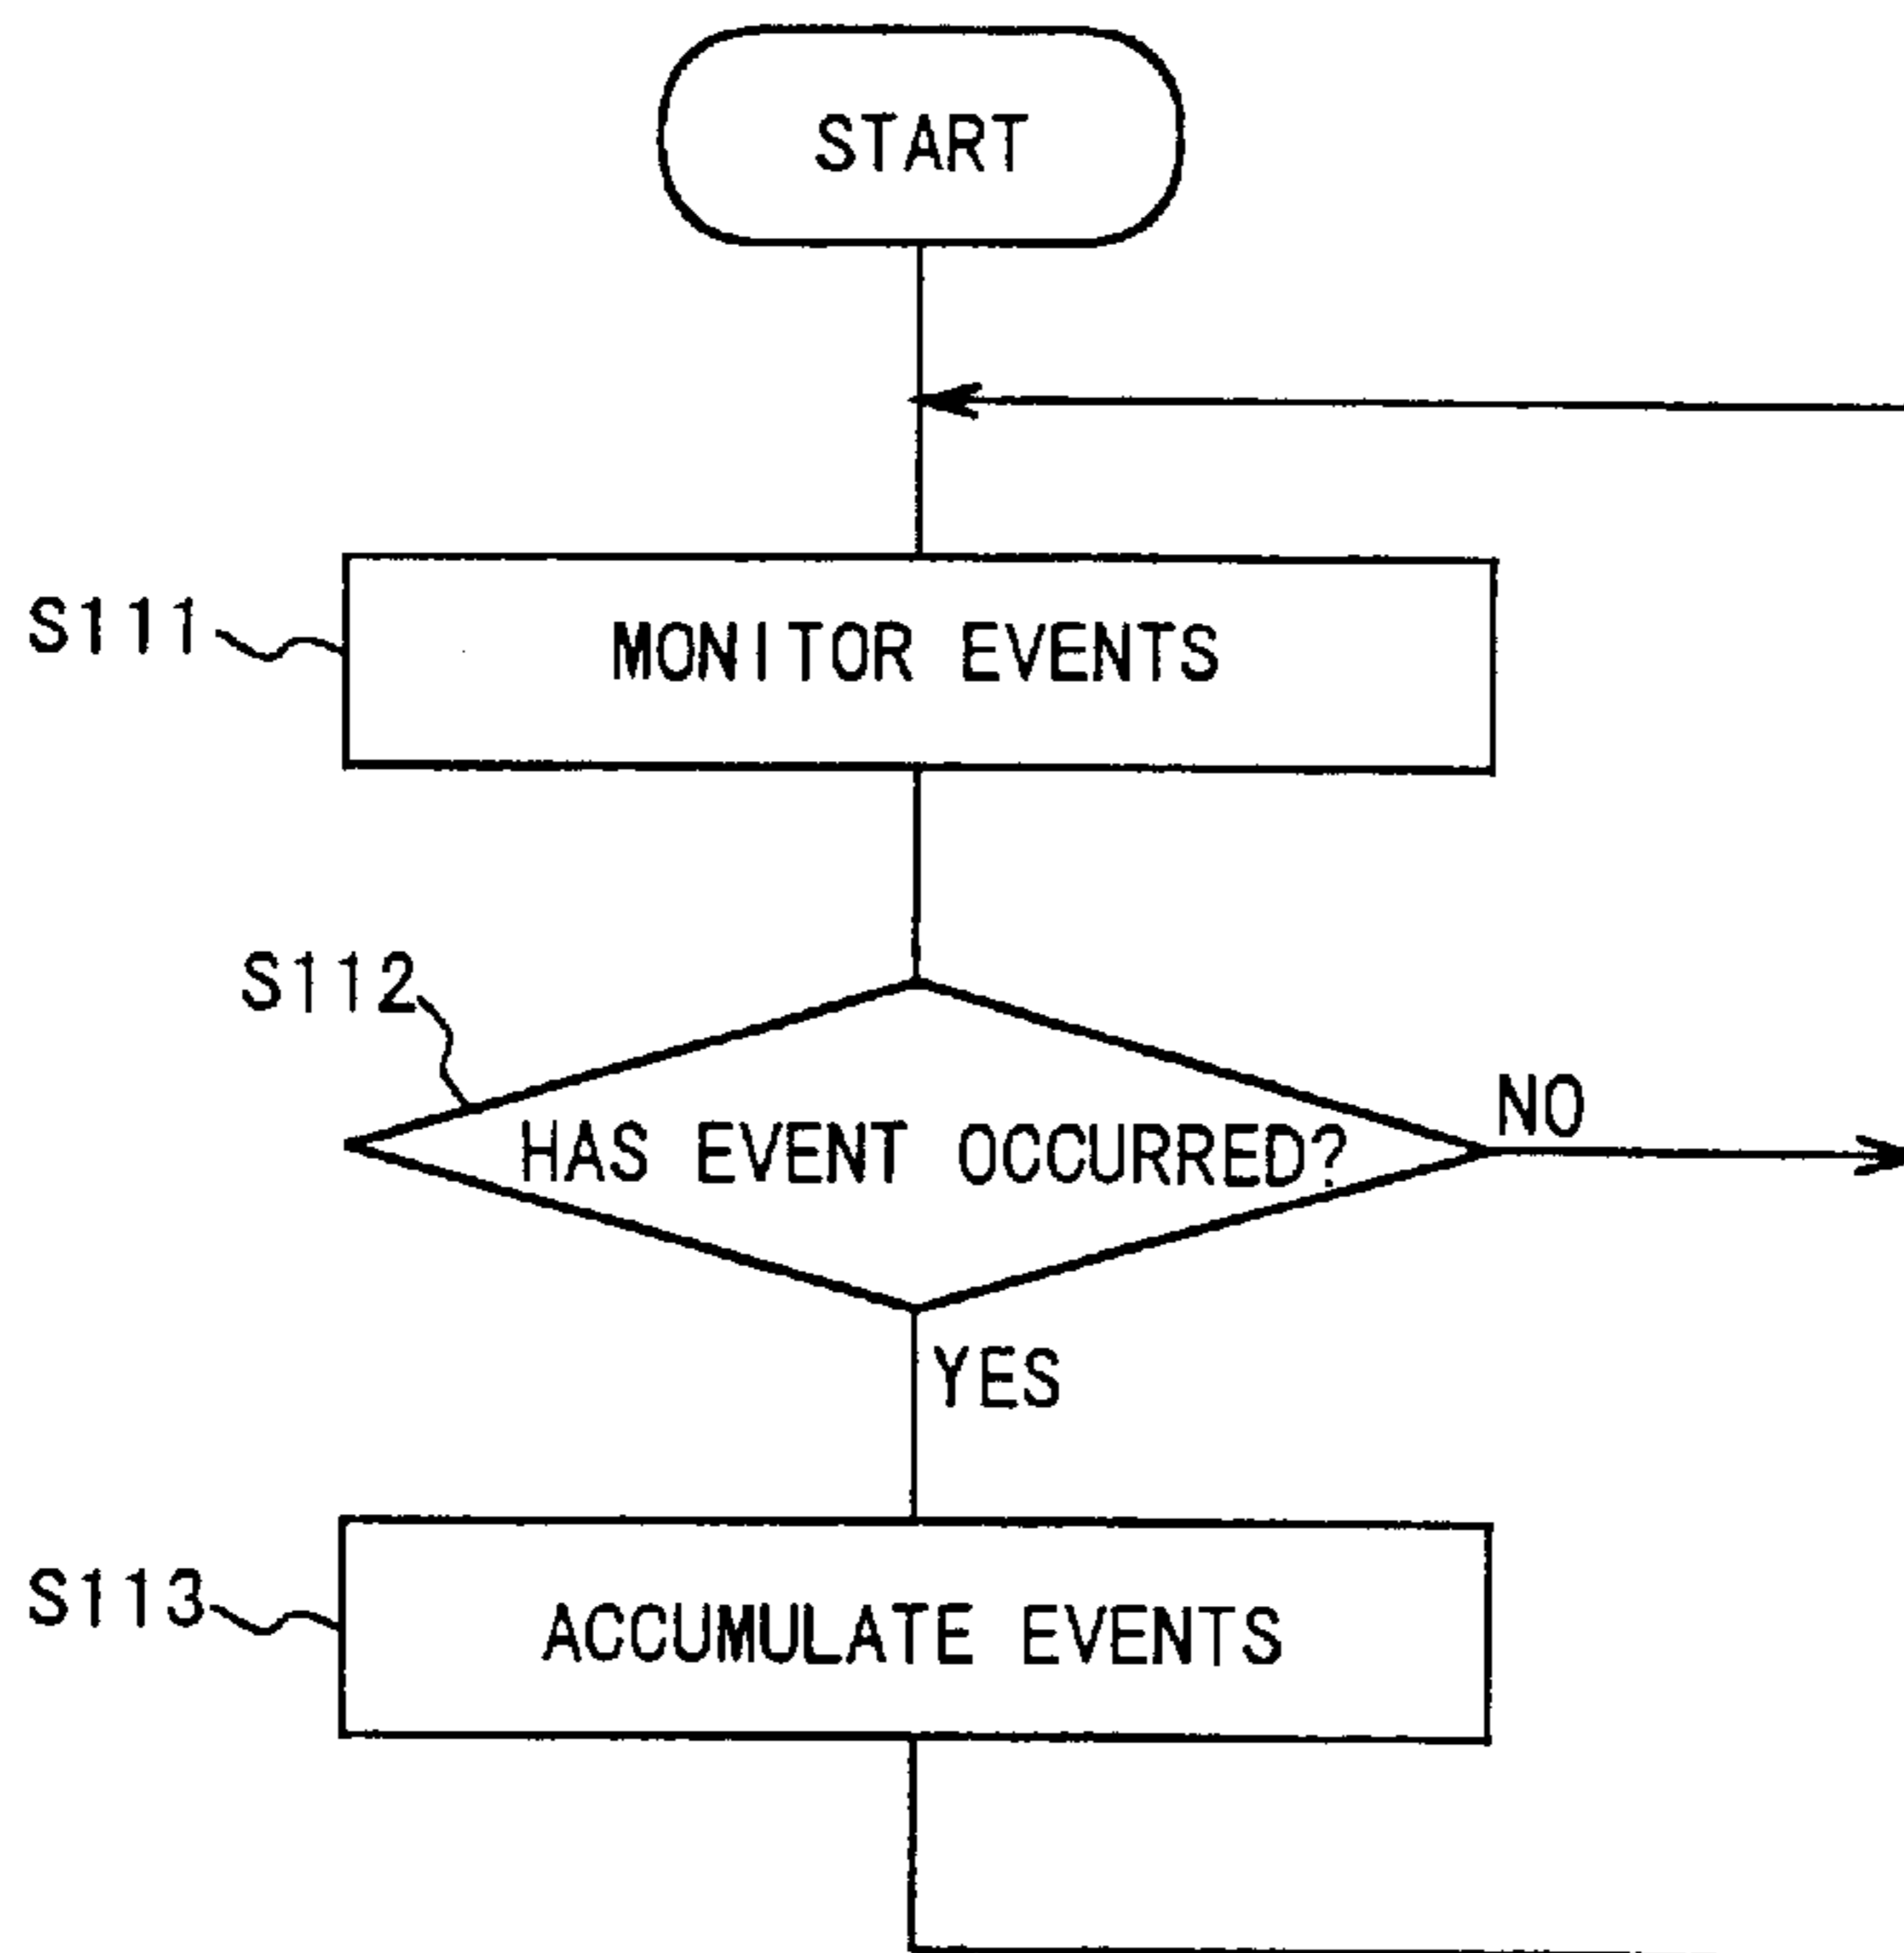 START
S111
MONITOR EVENTS
S112
HAS EVENT OCCURRED?
NO
YES
S113
ACCUMULATE EVENTS